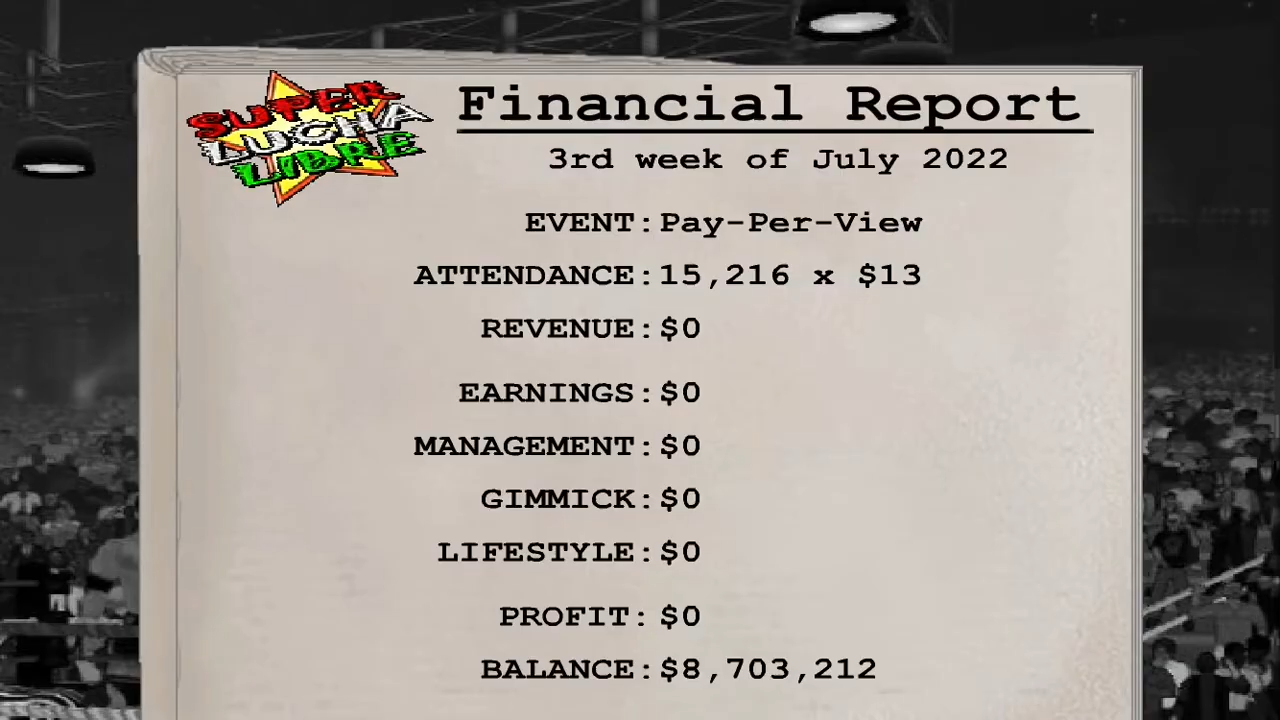 SUPER
LUCHA
LIBRE
Financial Report
3rd week of July 2022
EVENT: Pay-Per-View
ATTENDANCE: 15,216 x $13
REVENUE: $0
EARNINGS: $0
MANAGEMENT: $0
GIMMICK: $0
LIFESTYLE: $0
PROFIT: $0
BALANCE: $8,703,212